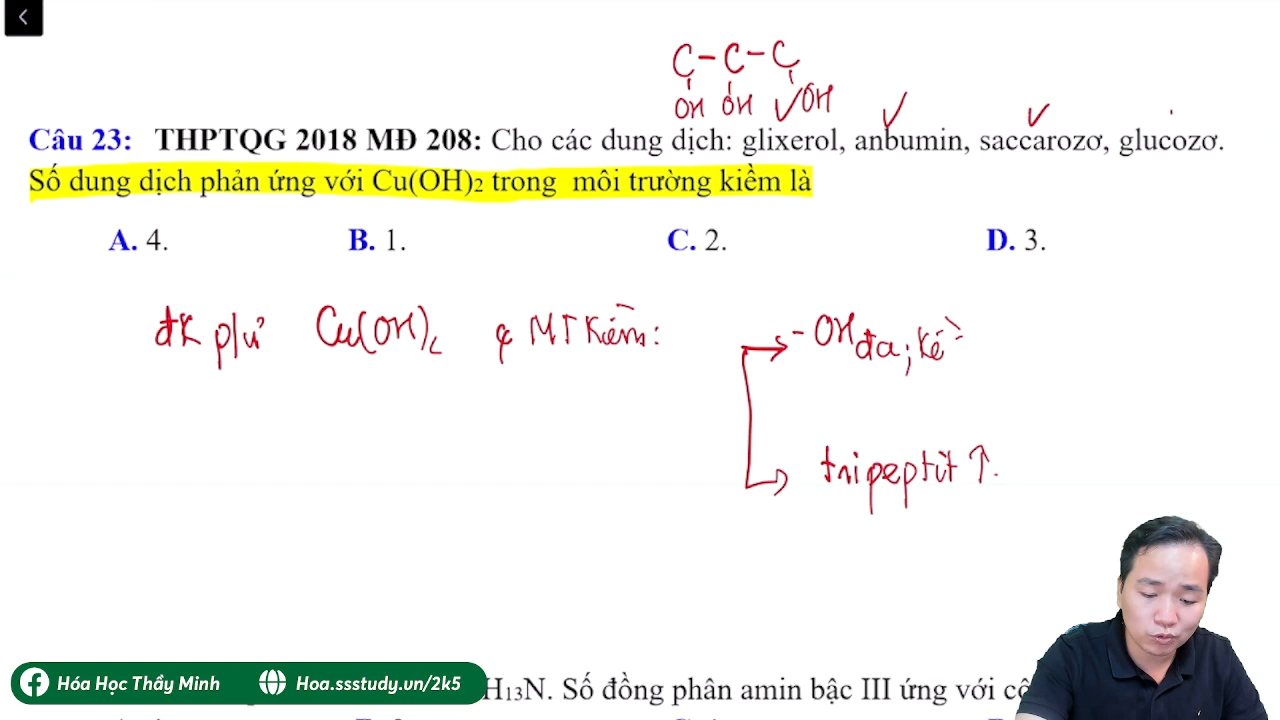 C - C - C
OH OH OH
Câu 23: THPTQG 2018 MĐ 208: Cho các dung dịch: glixerol, anbumin, saccarozơ, glucozơ.
Số dung dịch phản ứng với Cu(OH)2 trong môi trường kiềm là
A. 4. B. 1. C. 2. D. 3.
đk p/ư Cu(OH)2 MT kiềm: -OH đa; kề
tripeptit ↑.
H13N. Số đồng phân amin bậc III ứng với cô
Hóa Học Thầy Minh Hoa.ssstudy.vn/2k5